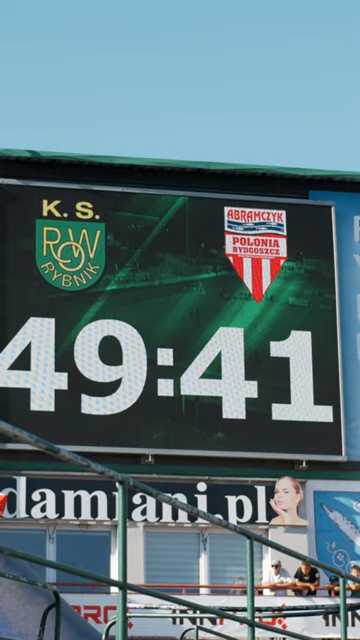 K. S.
ROW
RYBNIK
ABRAMCZYK
POLONIA
BYDGOSZCZ
49:41
damiani.pl